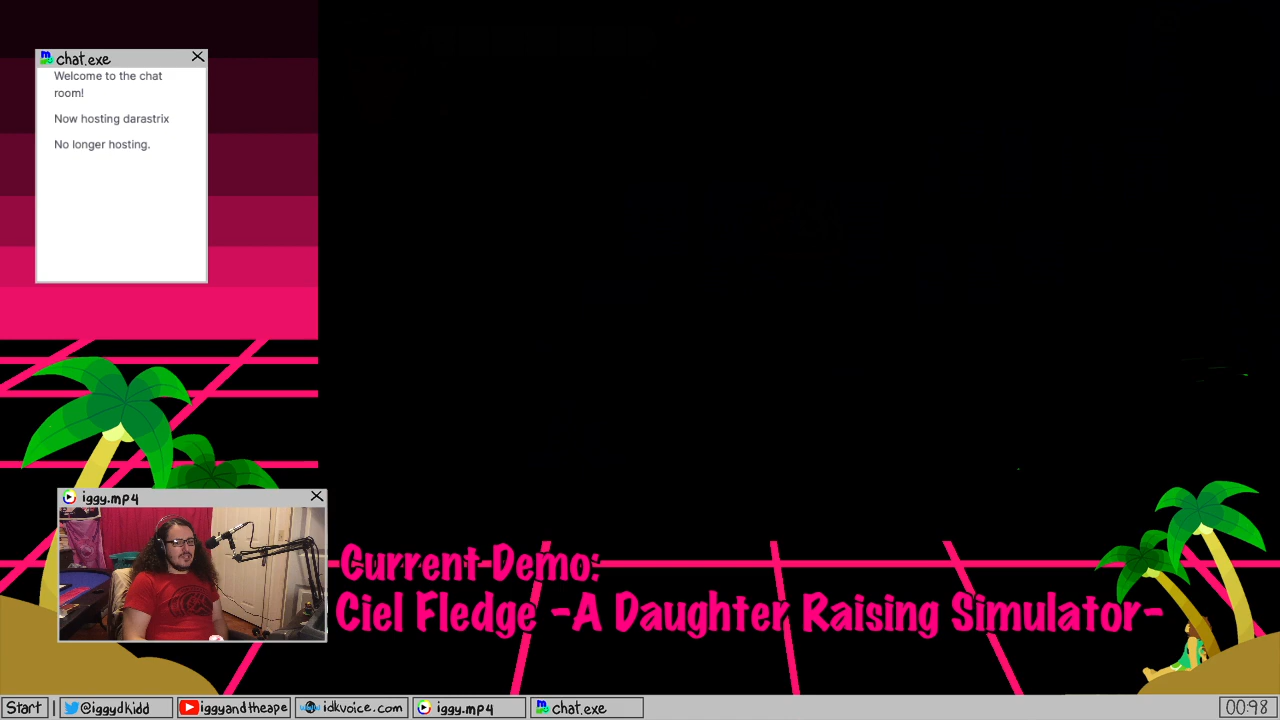 chat.exe
Welcome to the chat
room!
Now hosting darastrix
No longer hosting.
iggy.mp4
Current Demo:
Ciel Fledge -A Daughter Raising Simulator-
Start | @iggydkidd iggyandtheape www idkvoice.com iggy.mp4 chat.exe 00:98